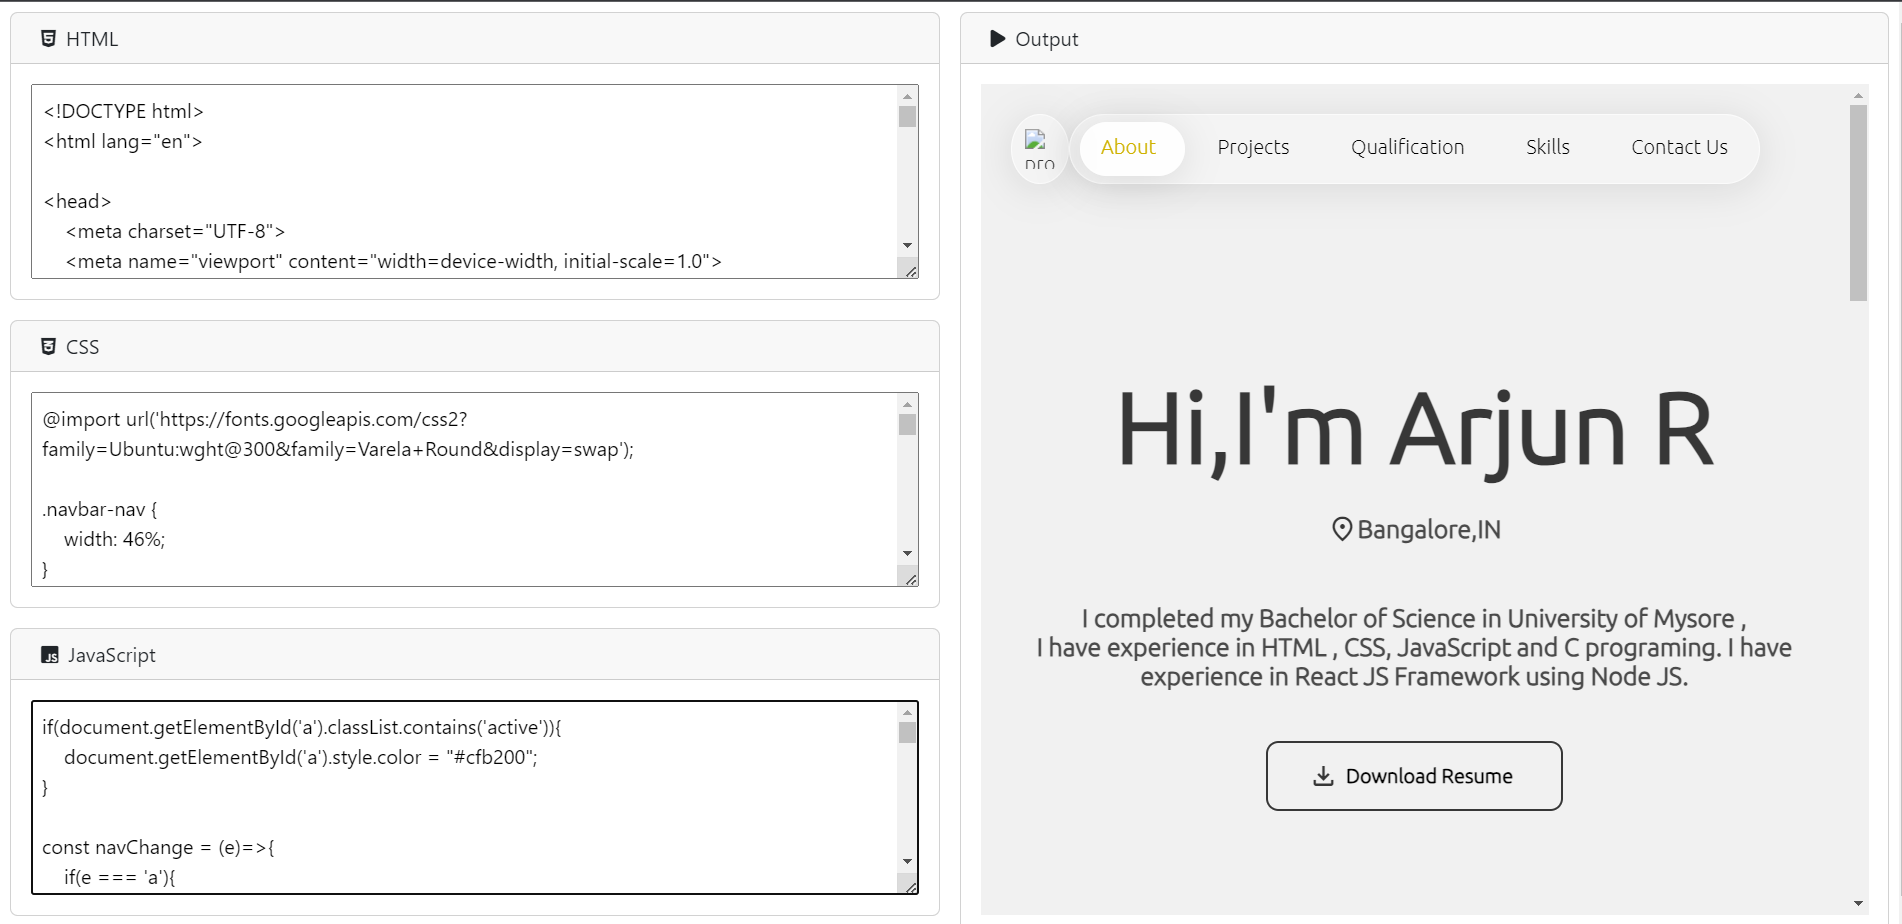 HTML
<!DOCTYPE html>
<html lang="en">
<head>
<meta charset="UTF-8">
<meta name="viewport" content="width=device-width, initial-scale=1.0">
CSS
@import url('https://fonts.googleapis.com/css2?
family=Ubuntu:wght@300&family=Varela+Round&display=swap');
.navbar-nav {
width: 46%;
}
JS JavaScript
if(document.getElementById('a').classList.contains('active')){
document.getElementById('a').style.color = "#cfb200";
}
const navChange = (e)=>{
if(e === 'a'){
Output
About Projects Qualification Skills Contact Us
Hi,I'm Arjun R
Bangalore,IN
I completed my Bachelor of Science in University of Mysore ,
I have experience in HTML , CSS, JavaScript and C programing. I have
experience in React JS Framework using Node JS.
Download Resume